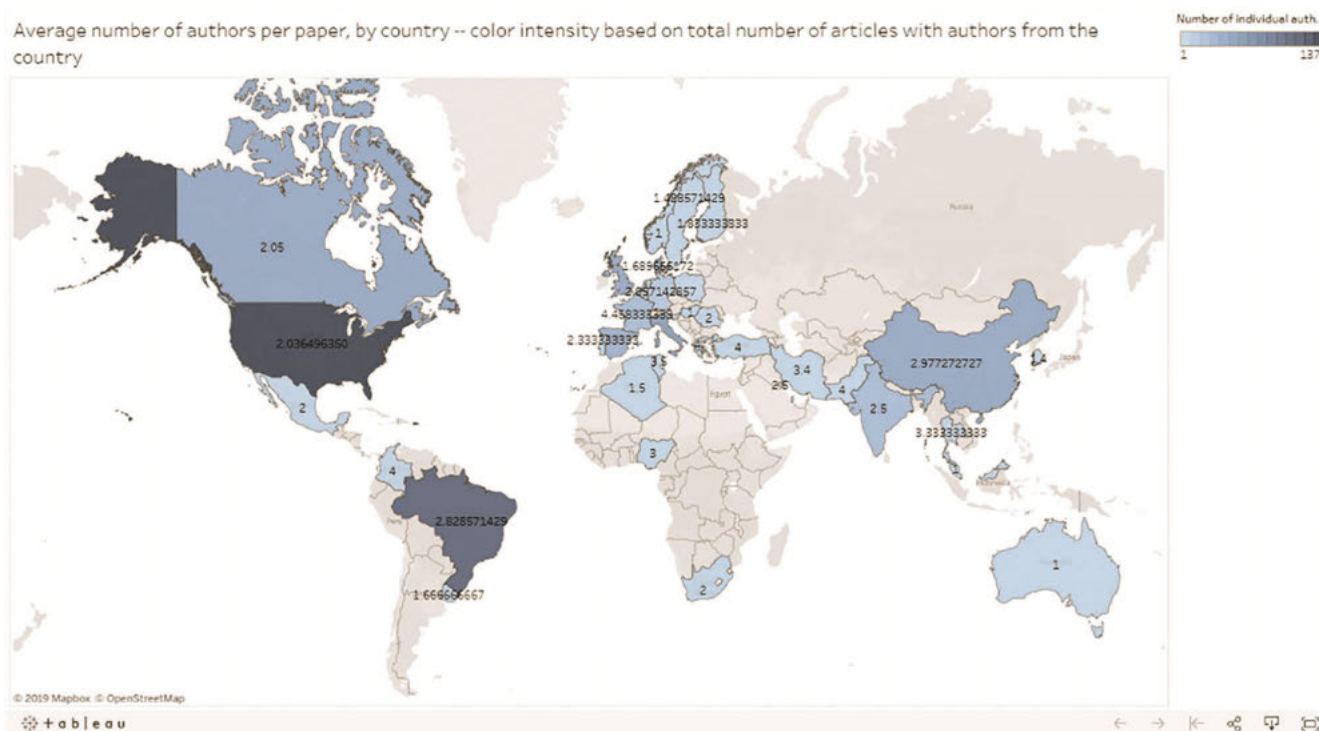 Average number of authors per paper, by country -- color intensity based on total number of articles with authors from the
country
Number of individual auth.
1
137
2.05
2.036496350
2
4
2.828571429
1.666666667
Peru
1.428571429
1.833333333
1
1.689655172
2.857142857
4.458333333
2
2.333333333
3.5
1.5
4
3.4
2.5
4
2.5
2.977272727
3.333333333
3
2
1
Russia
Egypt
Japan
Indonesia
© 2019 Mapbox © OpenStreetMap
+ a b | e a u